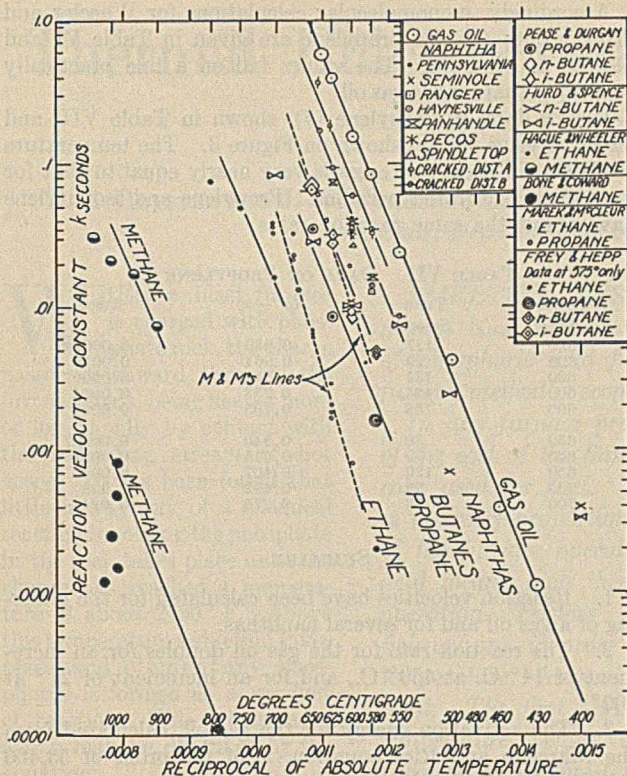 1.0
.1
.01
.001
.0001
.00001
REACTION VELOCITY CONSTANT k SECONDS
GAS OIL
NAPHTHA
PENNSYLVANIA
SEMINOLE
RANGER
HAYNESVILLE
PANHANDLE
PECOS
SPINDLETOP
CRACKED DIST. A
CRACKED DIST. B
PEASE & DURGAN
PROPANE
n-BUTANE
i-BUTANE
HURD & SPENCE
n-BUTANE
i-BUTANE
HAGUE & WHEELER
ETHANE
METHANE
BONE & COWARD
METHANE
MAREK & McCLUER
ETHANE
PROPANE
FREY & HEPP
Data at 575° only
ETHANE
PROPANE
n-BUTANE
i-BUTANE
METHANE
METHANE
M & M's Lines
ETHANE
PROPANE
BUTANES
NAPHTHAS
GAS OIL
DEGREES CENTIGRADE
1000 900 800 750 700 650 625 600 580 550 500 480 460 430 400
.0008 .0009 .0010 .0011 .0012 .0013 .0014 .0015
RECIPROCAL OF ABSOLUTE TEMPERATURE